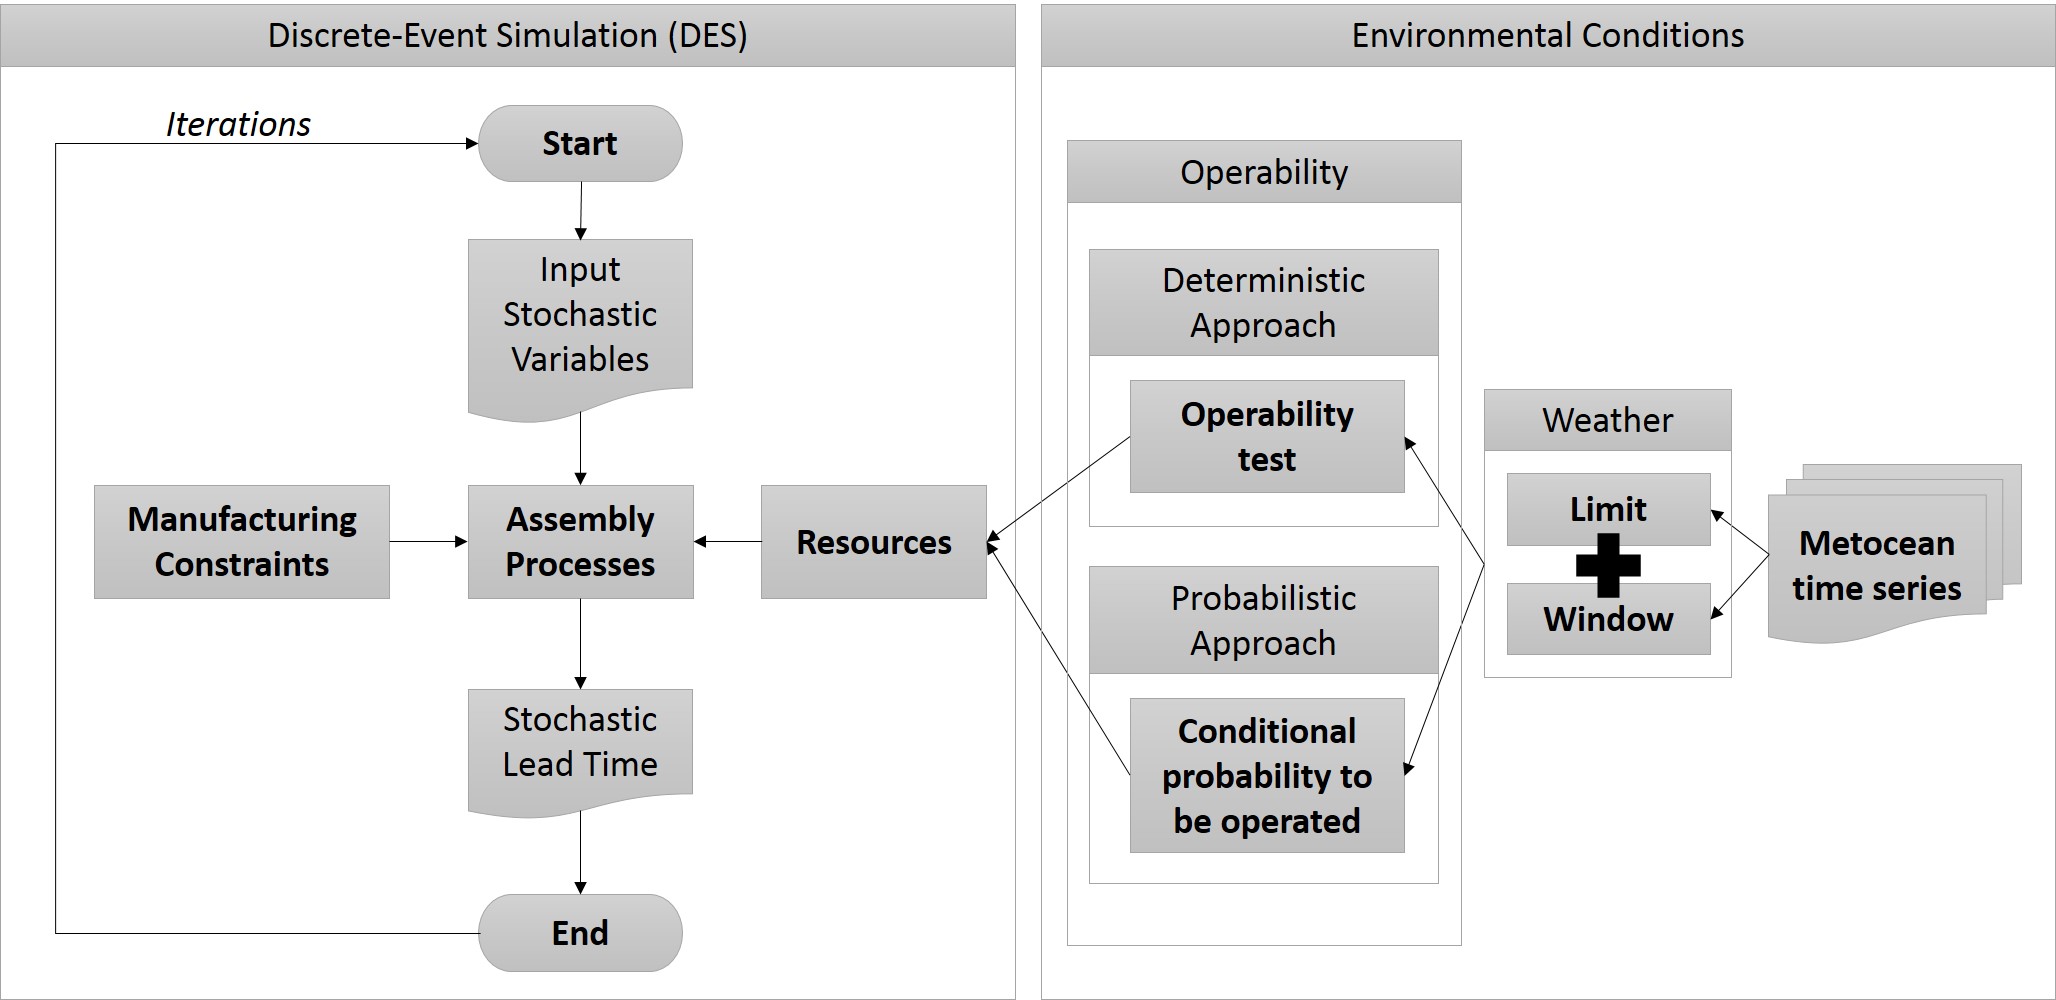 Discrete-Event Simulation (DES)
Iterations
Start
Input
Stochastic
Variables
Manufacturing
Constraints
Assembly
Processes
Resources
Stochastic
Lead Time
End
Environmental Conditions
Operability
Deterministic
Approach
Operability
test
Probabilistic
Approach
Conditional
probability to
be operated
Weather
Limit
Window
Metocean
time series